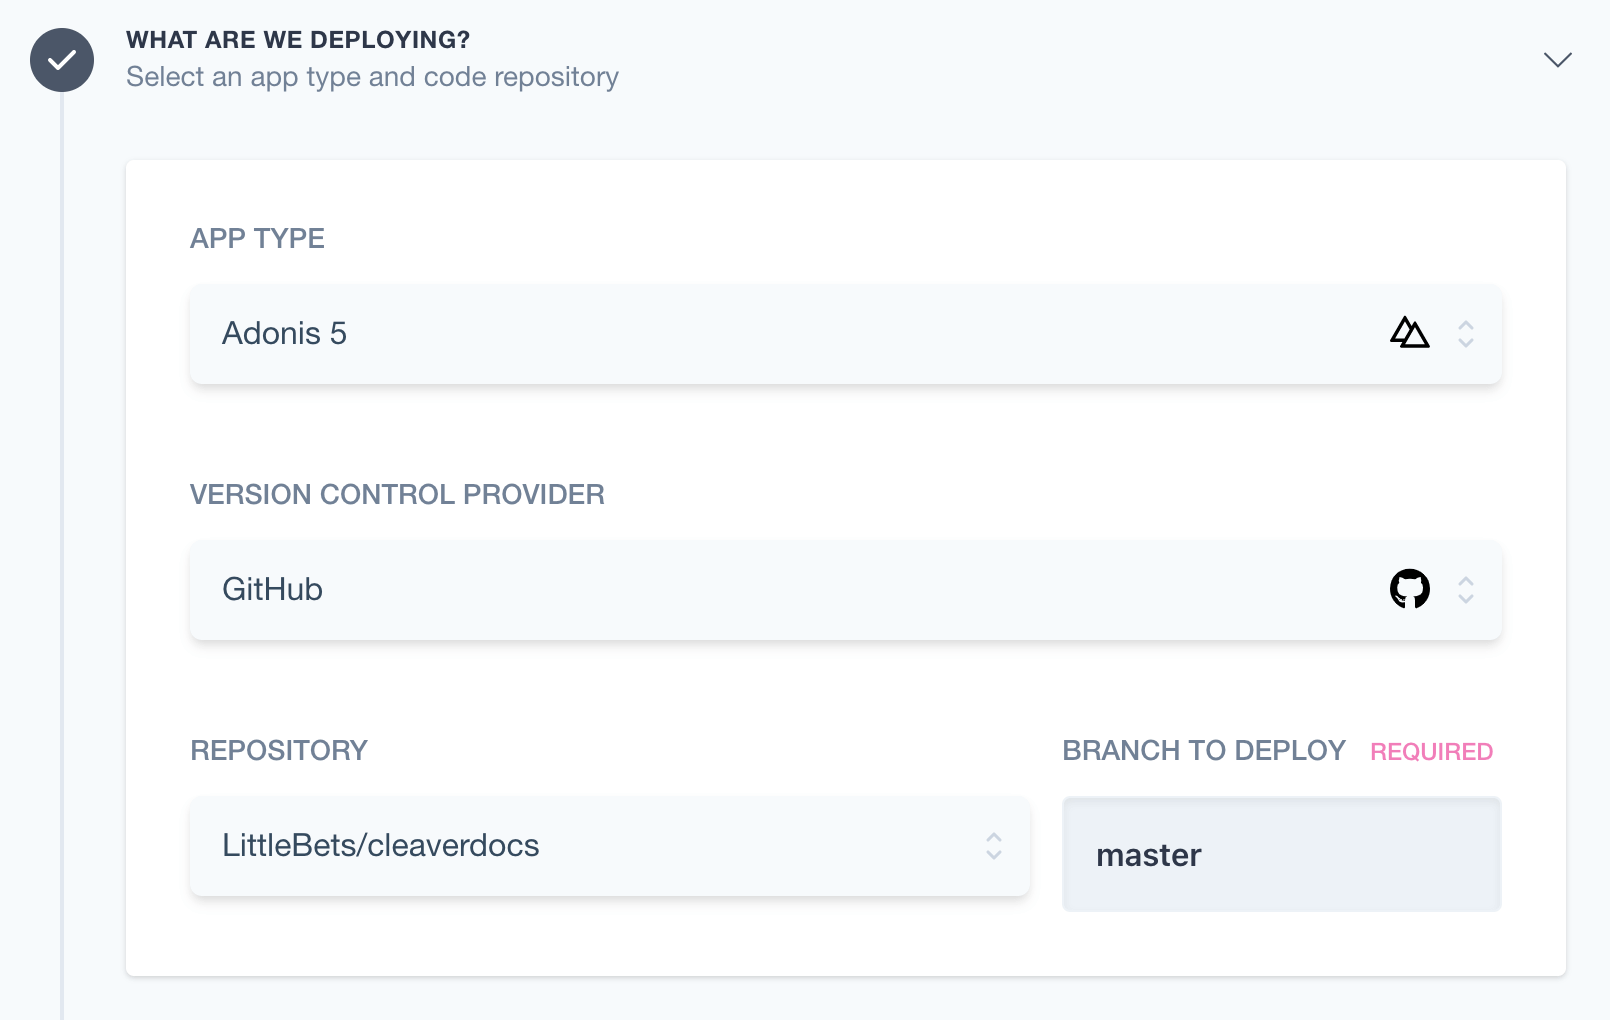 WHAT ARE WE DEPLOYING?
Select an app type and code repository
APP TYPE
Adonis 5
VERSION CONTROL PROVIDER
GitHub
REPOSITORY
LittleBets/cleaverdocs
BRANCH TO DEPLOY REQUIRED
master